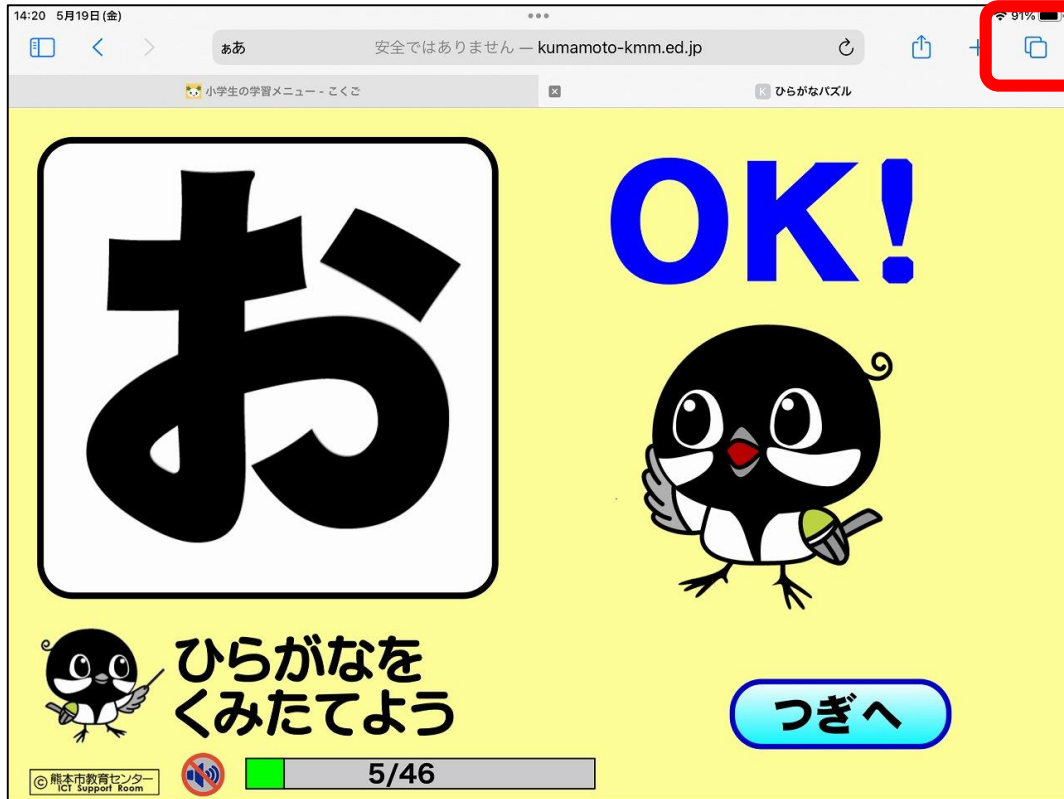 14:20 5月19日(金)
91%
ぁあ
安全ではありません — kumamoto-kmm.ed.jp
小学生の学習メニュー - こくご
K ひらがなパズル
お
OK!
ひらがなを
くみたてよう
つぎへ
5/46
©熊本市教育センター
ICT Support Room